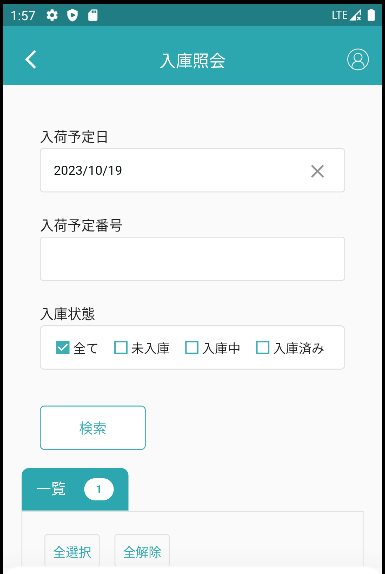 1:57 LTE
入庫照会
入荷予定日
2023/10/19
入荷予定番号
入庫状態
全て 未入庫 入庫中 入庫済み
検索
一覧 1
全選択 全解除